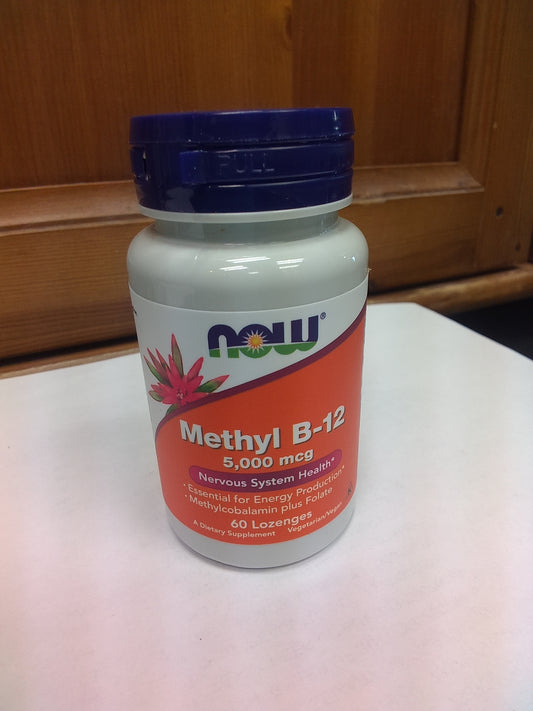 PULL
NOW®
Methyl B-12
5,000 mcg
Nervous System Health*
• Essential for Energy Production*
• Methylcobalamin plus Folate
60 Lozenges
A Dietary Supplement Vegetarian/Vegan